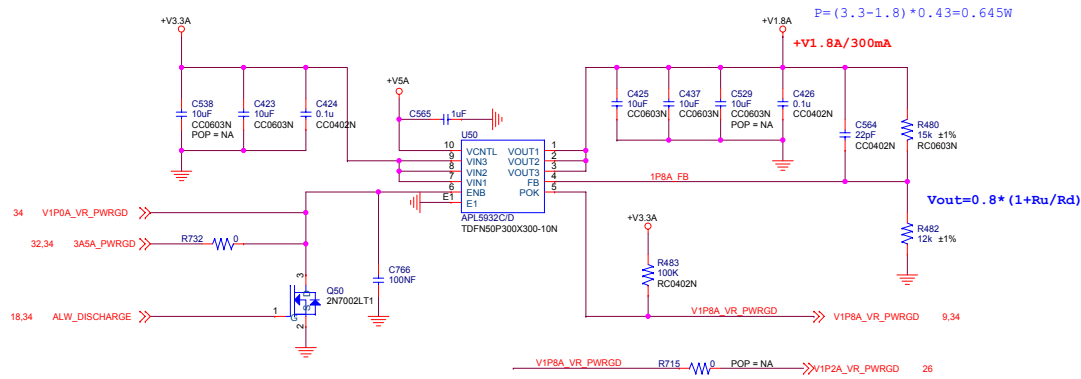 P=(3.3-1.8)*0.43=0.645W
+V3.3A
+V1.8A
+V1.8A/300mA
+V5A
C538
10uF
CC0603N
POP = NA
C423
10uF
CC0603N
C424
0.1u
CC0402N
C565
1uF
C425
10uF
CC0603N
C437
10uF
CC0603N
C529
10uF
CC0603N
POP = NA
C426
0.1u
CC0402N
C564
22pF
CC0402N
R480
15k ±1%
RC0603N
U50
10 VCNTL VOUT1 1
9 VIN3 VOUT2 2
8 VIN2 VOUT3 3
7 VIN1 FB 4
6 ENB POK 5
E1 E1
APL5932C/D
TDFN50P300X300-10N
1P8A_FB
Vout=0.8*(1+Ru/Rd)
R482
12k ±1%
34 V1P0A_VR_PWRGD
32,34 3A5A_PWRGD
R732 0
C766
100NF
+V3.3A
R483
100K
RC0402N
3
Q50
2N7002LT1
D
G
S
1
2
18,34 ALW_DISCHARGE
V1P8A_VR_PWRGD
V1P8A_VR_PWRGD 9,34
V1P8A_VR_PWRGD
R715 0 POP = NA
V1P2A_VR_PWRGD 26